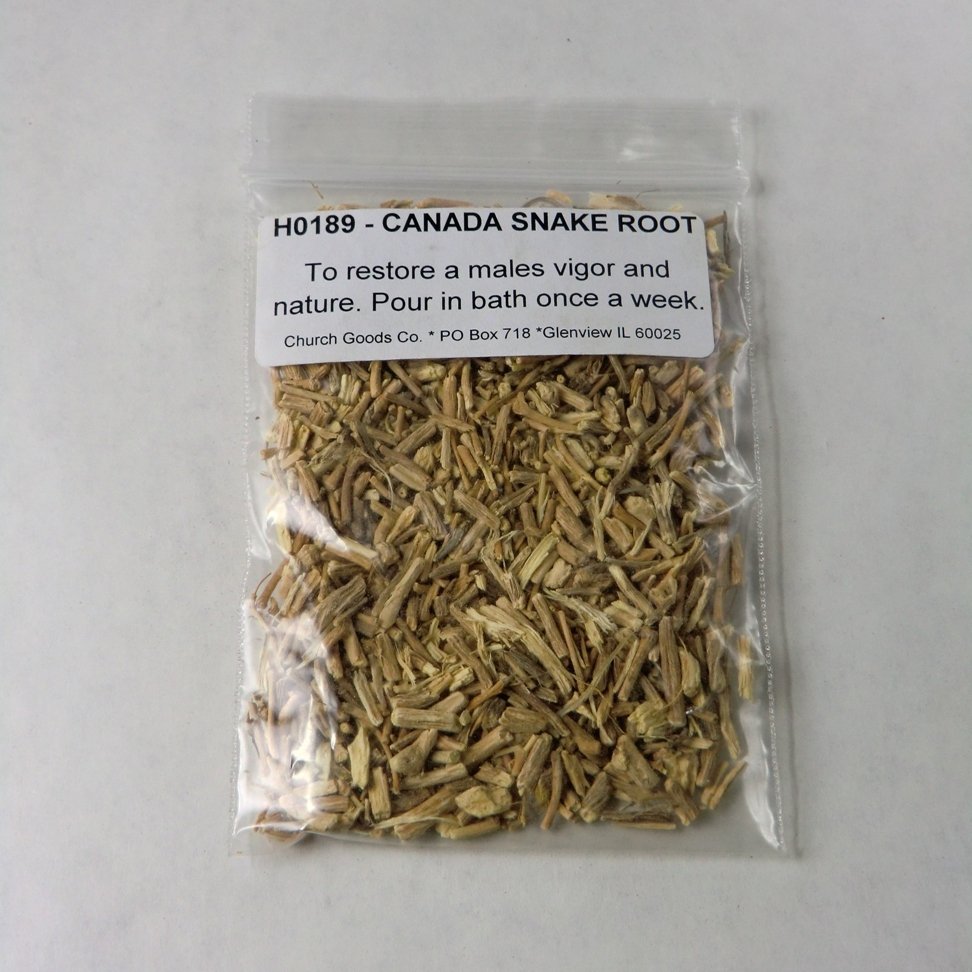 H0189 - CANADA SNAKE ROOT
To restore a males vigor and
nature. Pour in bath once a week.
Church Goods Co. * PO Box 718 *Glenview IL 60025